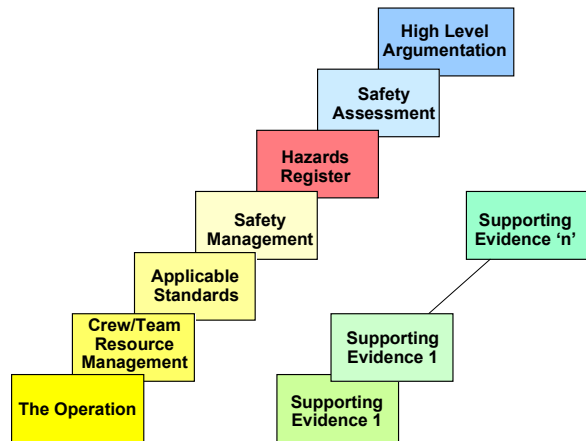 High Level
Argumentation
Safety
Assessment
Hazards
Register
Safety
Management
Supporting
Evidence ‘n’
Applicable
Standards
Crew/Team
Resource
Management
Supporting
Evidence 1
The Operation
Supporting
Evidence 1